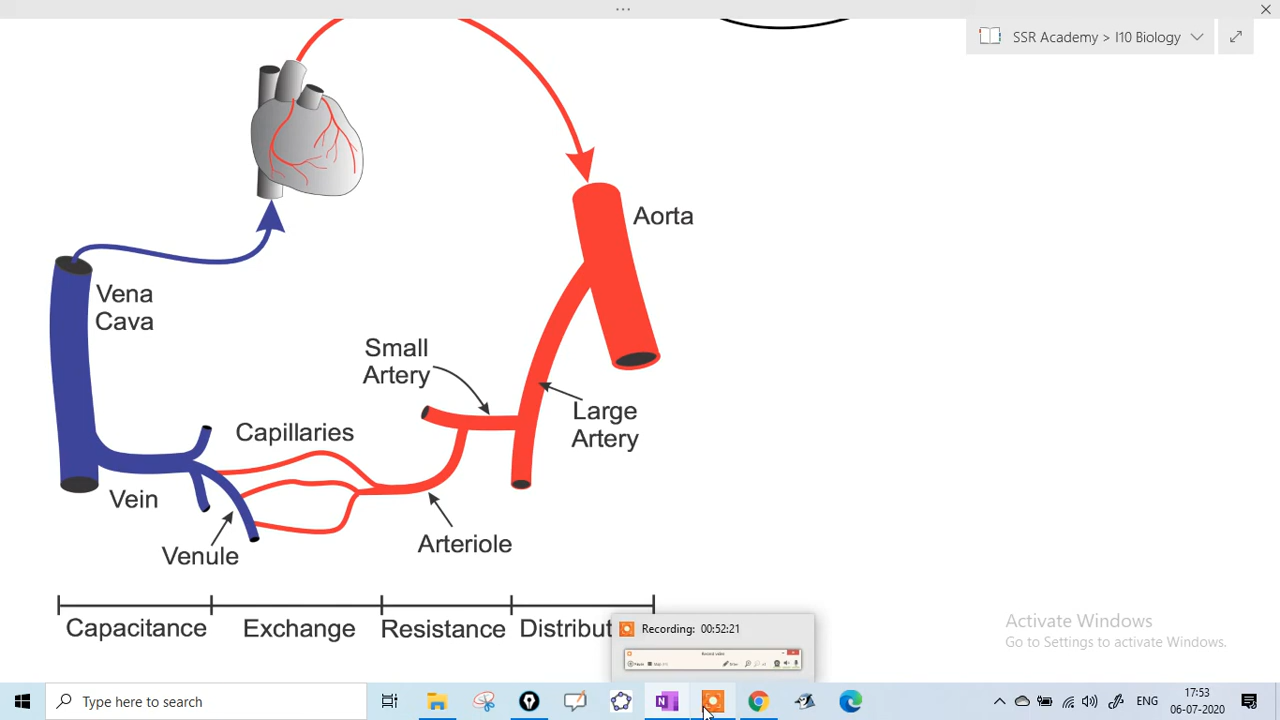 SSR Academy > I10 Biology
Aorta
Vena
Cava
Small
Artery
Large
Artery
Capillaries
Vein
Arteriole
Venule
Capacitance
Exchange
Resistance
Distribut
Recording: 00:52:21
Record video
Activate Windows
Go to Settings to activate Windows.
Type here to search
ENG
17:53
06-07-2020